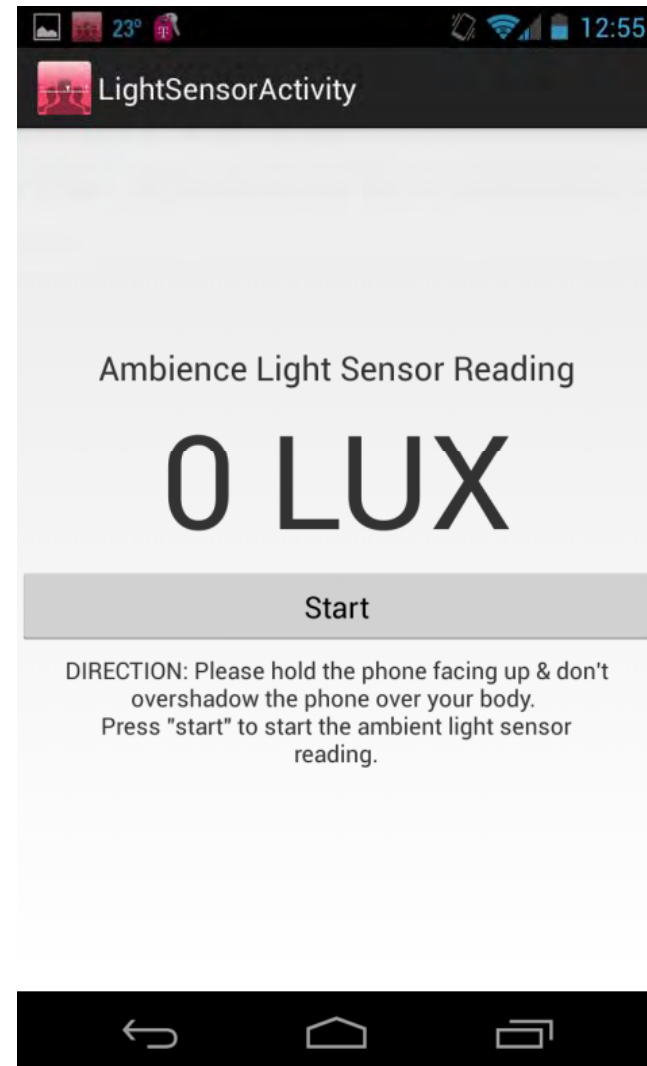 23° 12:55
LightSensorActivity
Ambience Light Sensor Reading
0 LUX
Start
DIRECTION: Please hold the phone facing up & don't
overshadow the phone over your body.
Press "start" to start the ambient light sensor
reading.